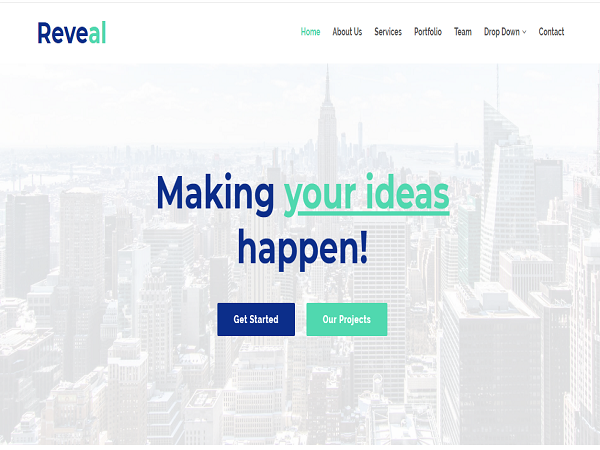 Reveal
Home About Us Services Portfolio Team Drop Down Contact
Making your ideas
happen!
Get Started Our Projects